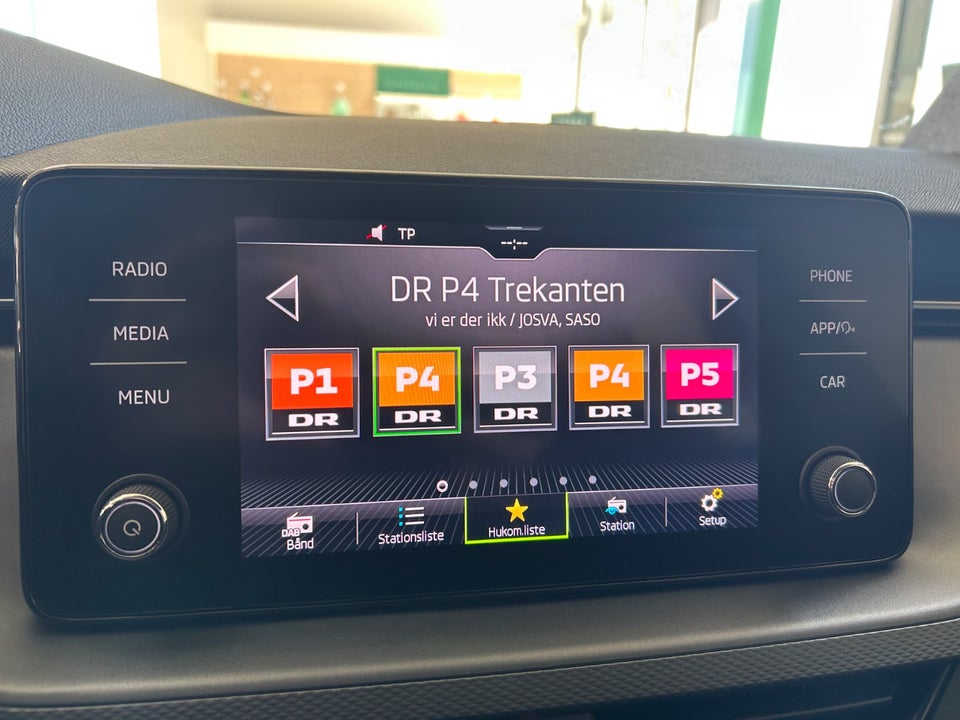 TP
--:--
RADIO
MEDIA
MENU
DR P4 Trekanten
vi er der ikk / JOSVA, SASO
P1 DR
P4 DR
P3 DR
P4 DR
P5 DR
DAB
Bånd
Stationsliste
Hukom.liste
Station
Setup
PHONE
APP/
CAR